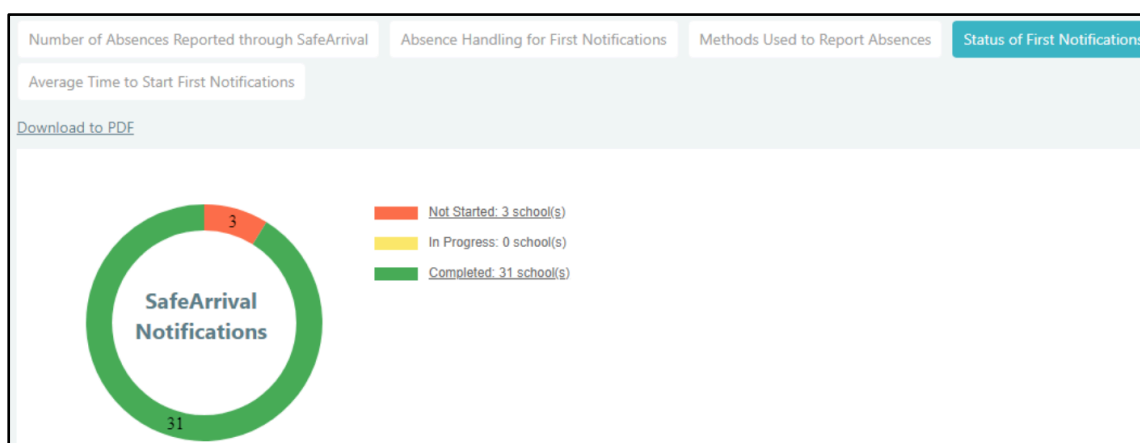 Number of Absences Reported through SafeArrival
Absence Handling for First Notifications
Methods Used to Report Absences
Status of First Notifications
Average Time to Start First Notifications
Download to PDF
3
Not Started: 3 school(s)
In Progress: 0 school(s)
Completed: 31 school(s)
SafeArrival
Notifications
31